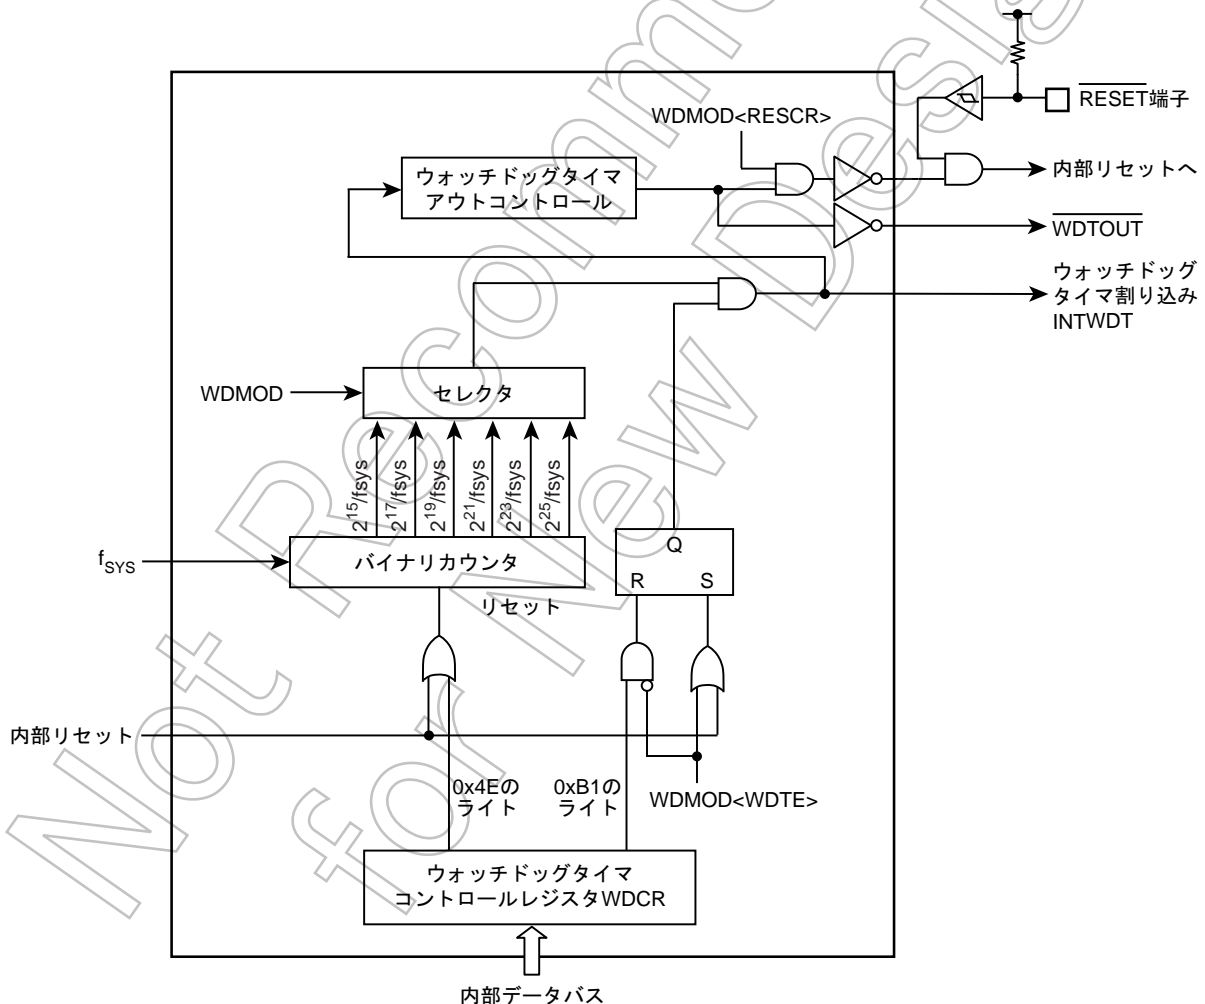 WDMOD<RESCR>
RESET端子
ウォッチドッグタイマ
アウトコントロール
内部リセットへ
WDTOUT
ウォッチドッグ
タイマ割り込み
INTWDT
WDMOD
セレクタ
2^15/fsys
2^17/fsys
2^19/fsys
2^21/fsys
2^23/fsys
2^25/fsys
fSYS
バイナリカウンタ
リセット
Q
R S
内部リセット
0x4Eの
ライト
0xB1の
ライト
WDMOD<WDTE>
ウォッチドッグタイマ
コントロールレジスタWDCR
内部データバス
Not Recommended
for New Design